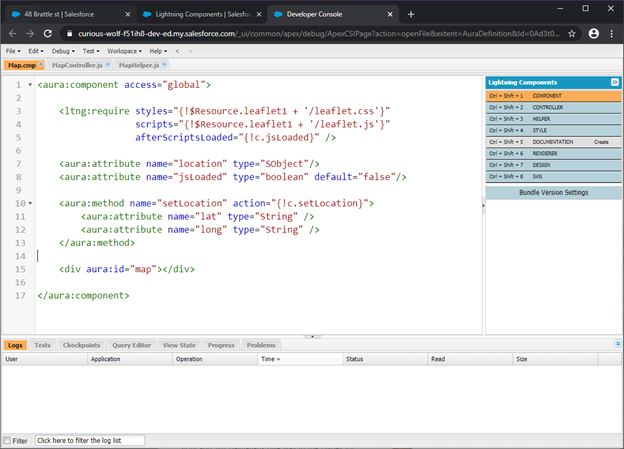 48 Brattle st | Salesforce
Lightning Components | Salesfor
Developer Console
curious-wolf-f51ih8-dev-ed.my.salesforce.com/_ui/common/apex/debug/ApexCSIPage?action=openFile&extent=AuraDefinition&Id=0Ad3t0...
File Edit Debug Test Workspace Help < >
Map.cmp MapController.js MapHelper.js
1 <aura:component access="global">
2
3 <ltng:require styles="{!$Resource.leaflet1 + '/leaflet.css'}"
4 scripts="{!$Resource.leaflet1 + '/leaflet.js'}"
5 afterScriptsLoaded="{!c.jsLoaded}" />
6
7 <aura:attribute name="location" type="SObject"/>
8 <aura:attribute name="jsLoaded" type="boolean" default="false"/>
9
10 <aura:method name="setLocation" action="{!c.setLocation}">
11 <aura:attribute name="lat" type="String" />
12 <aura:attribute name="long" type="String" />
13 </aura:method>
14
15 <div aura:id="map"></div>
16
17 </aura:component>
Lightning Components
Ctrl + Shift + 1 COMPONENT
Ctrl + Shift + 2 CONTROLLER
Ctrl + Shift + 3 HELPER
Ctrl + Shift + 4 STYLE
Ctrl + Shift + 5 DOCUMENTATION Create
Ctrl + Shift + 6 RENDERER
Ctrl + Shift + 7 DESIGN
Ctrl + Shift + 8 SVG
Bundle Version Settings
Logs Tests Checkpoints Query Editor View State Progress Problems
User Application Operation Time Status Read Size
Filter Click here to filter the log list